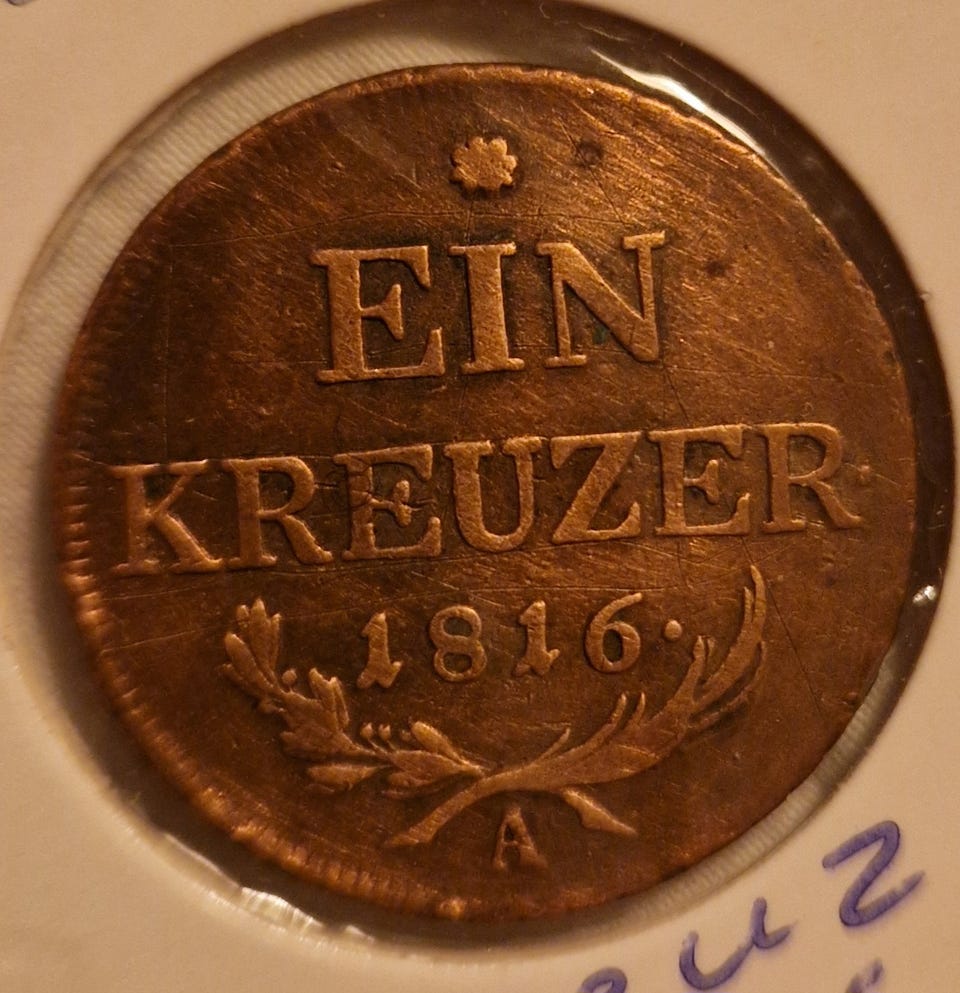 EIN
KREUZER
1816.
A